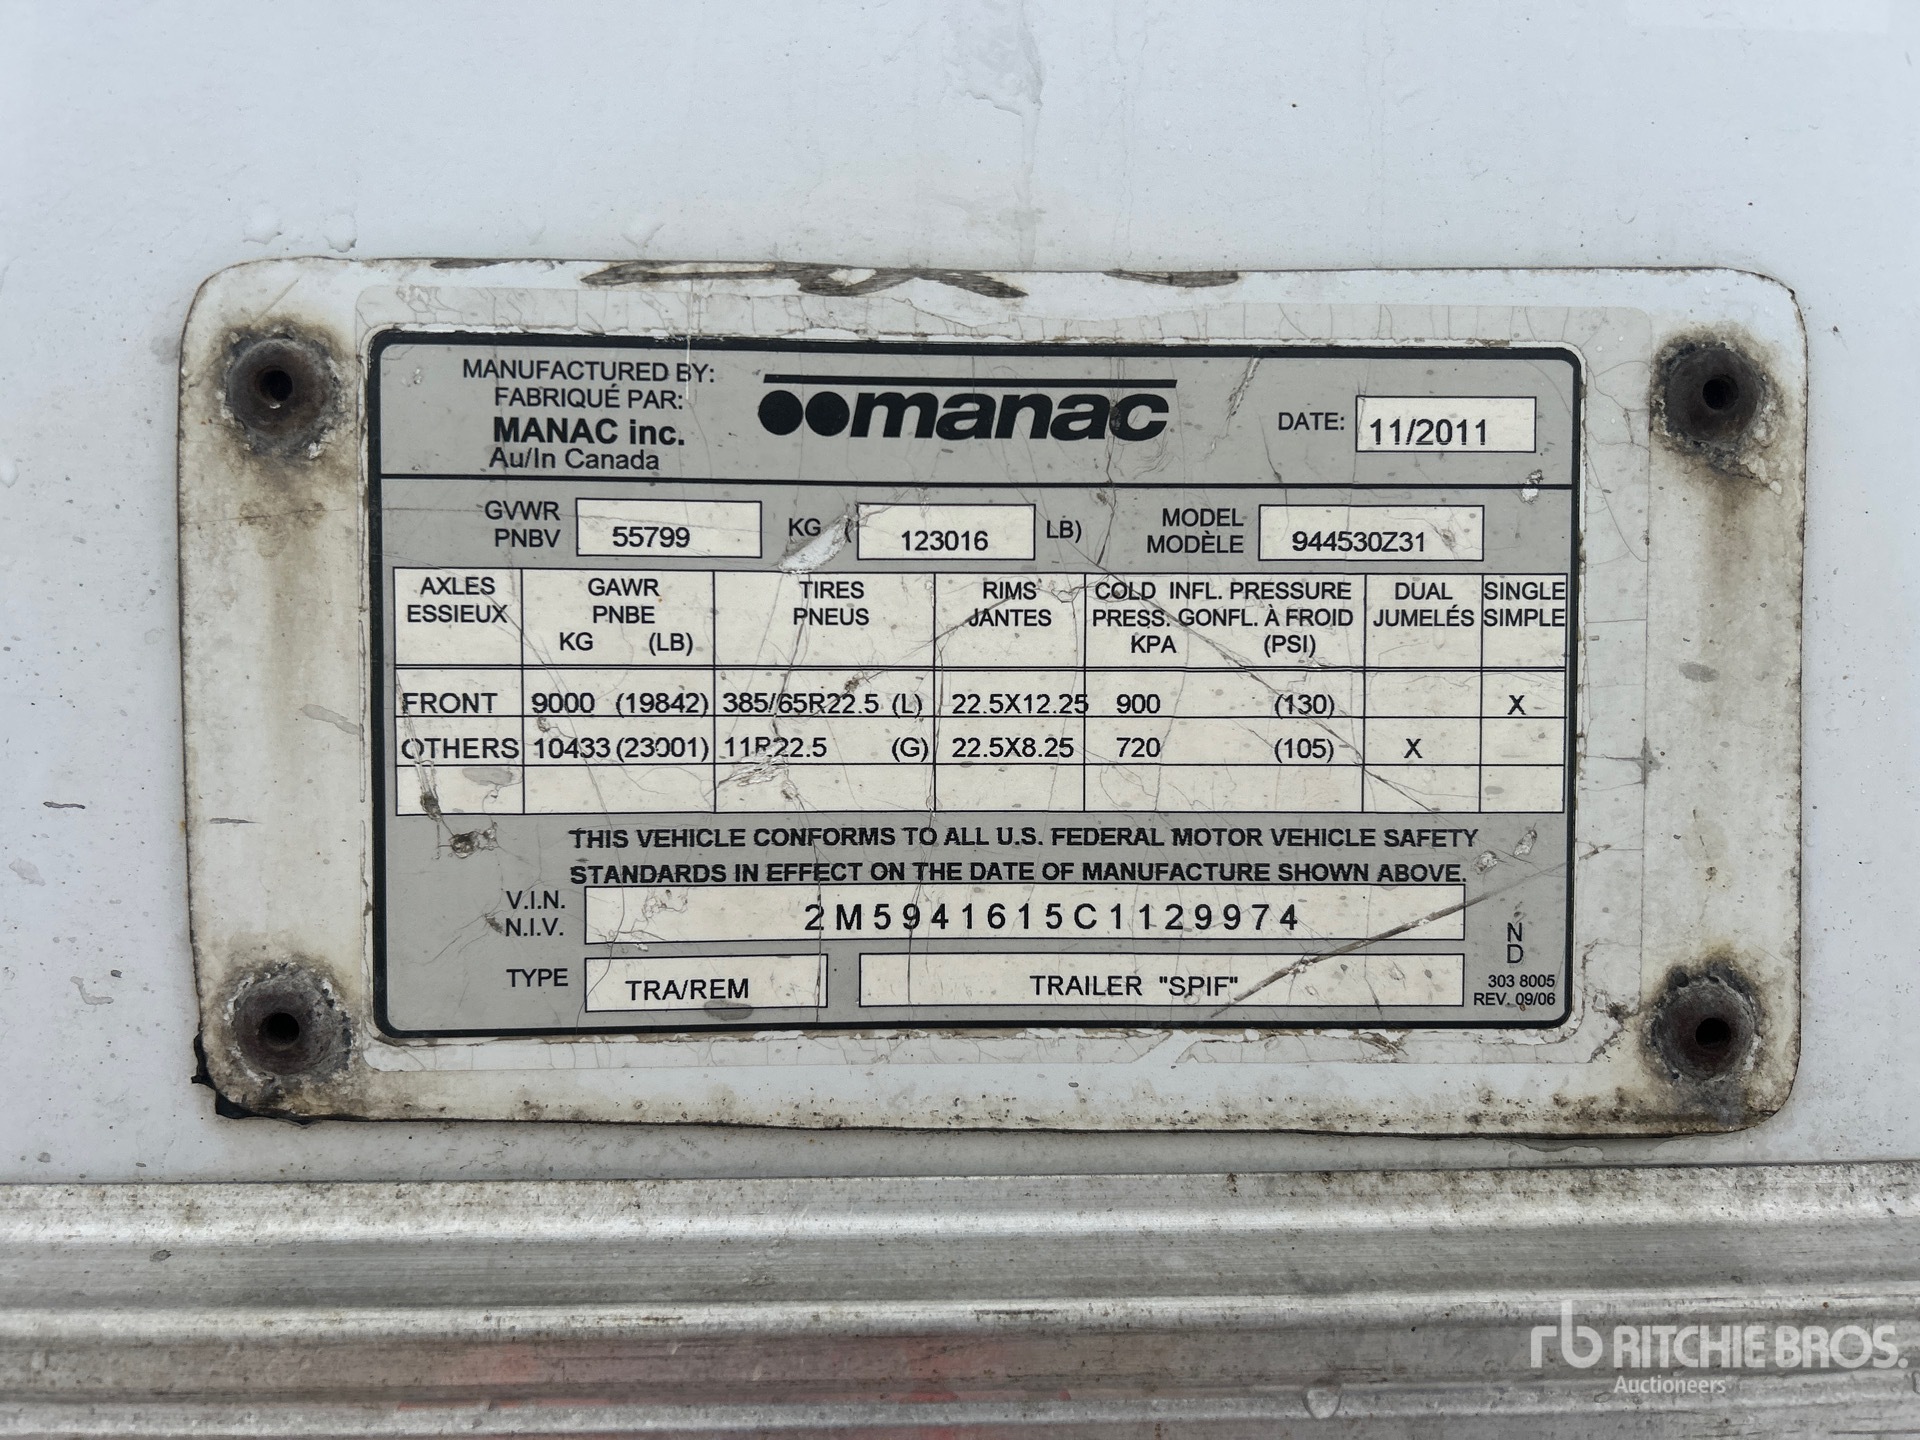 MANUFACTURED BY:
FABRIQUÉ PAR:
MANAC inc.
Au/In Canada
manac
DATE: 11/2011
GVWR
PNBV 55799 KG ( 123016 LB)
MODEL
MODÈLE 944530Z31
AXLES GAWR TIRES RIMS COLD INFL. PRESSURE DUAL SINGLE
ESSIEUX PNBE PNEUS JANTES PRESS. GONFL. À FROID JUMELÉS SIMPLE
KG (LB) KPA (PSI)
FRONT 9000 (19842) 385/65R22.5 (L) 22.5X12.25 900 (130) X
OTHERS 10433 (23001) 11R22.5 (G) 22.5X8.25 720 (105) X
THIS VEHICLE CONFORMS TO ALL U.S. FEDERAL MOTOR VEHICLE SAFETY
STANDARDS IN EFFECT ON THE DATE OF MANUFACTURE SHOWN ABOVE.
V.I.N.
N.I.V. 2M5941615C1129974
TYPE TRA/REM TRAILER "SPIF"
ND
303 8005
REV. 09/06
rb RITCHIE BROS.
Auctioneers